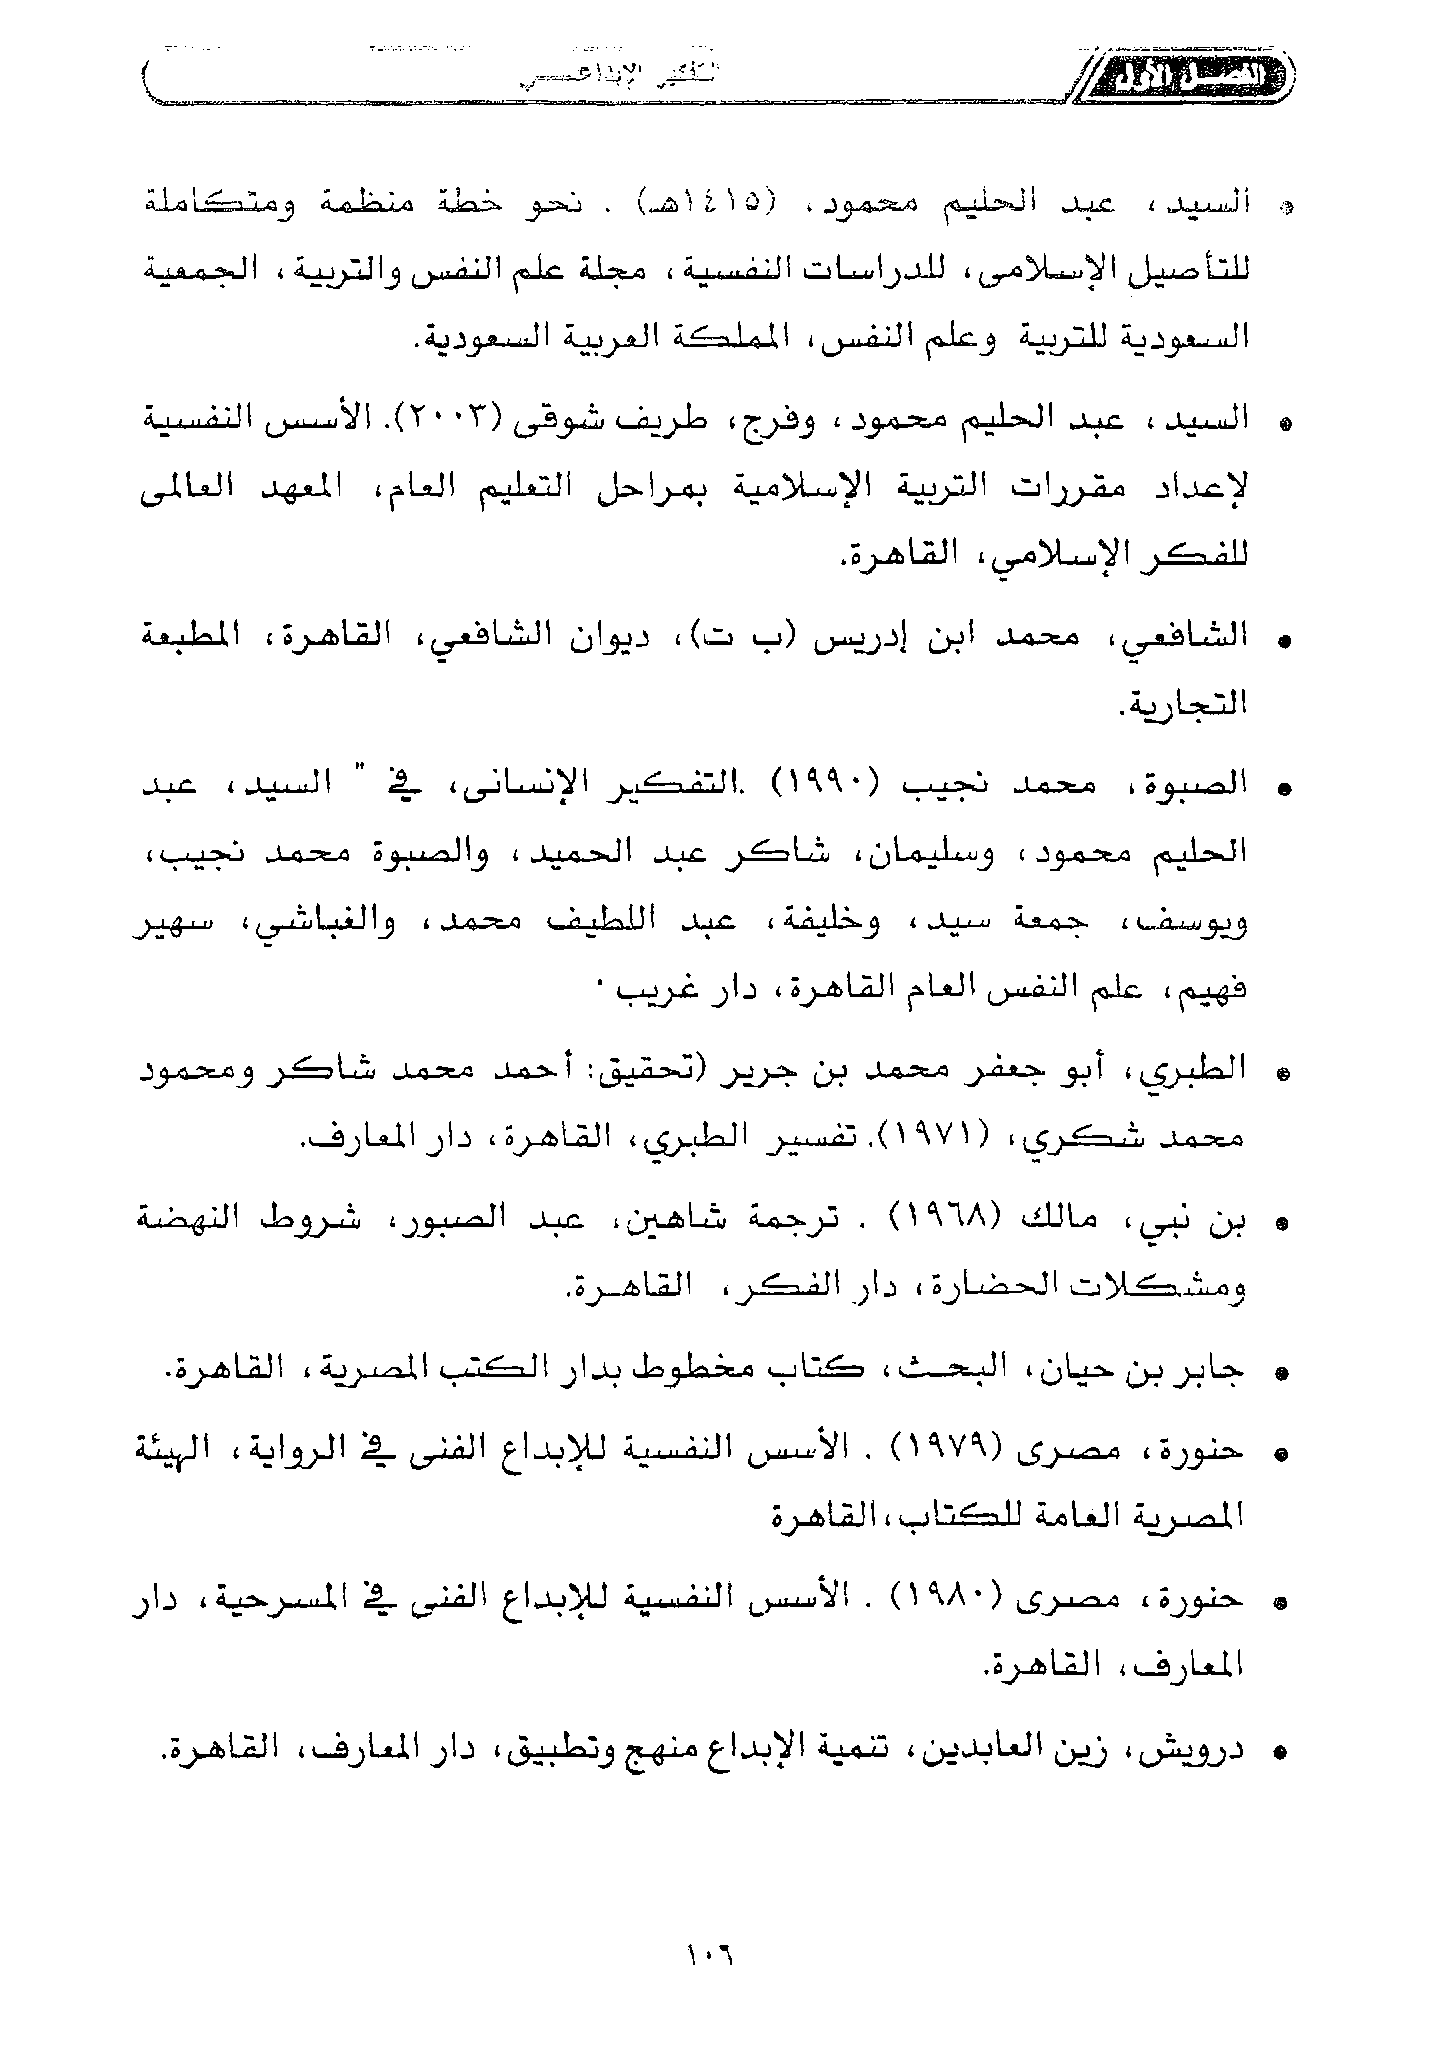 الفصل الأول
التفكير الإبداعي
• السيد، عبد الحليم محمود، (١٤١٥هـ) . نحو خطة منظمة ومتكاملة
للتأصيل الإسلامى، للدراسات النفسية، مجلة علم النفس والتربية، الجمعية
السعودية للتربية وعلم النفس، المملكة العربية السعودية.
• السيد، عبد الحليم محمود، وفرج، طريف شوقى (٢٠٠٣). الأسس النفسية
لإعداد مقررات التربية الإسلامية بمراحل التعليم العام، المعهد العالمى
للفكر الإسلامي، القاهرة.
• الشافعي، محمد ابن إدريس (ب ت)، ديوان الشافعي، القاهرة، المطبعة
التجارية.
• الصبوة، محمد نجيب (١٩٩٠) .التفكير الإنسانى، في " السيد، عبد
الحليم محمود، وسليمان، شاكر عبد الحميد، والصبوة محمد نجيب،
ويوسف، جمعة سيد، وخليفة، عبد اللطيف محمد، والغباشي، سهير
فهيم، علم النفس العام القاهرة، دار غريب ٠
• الطبري، أبو جعفر محمد بن جرير (تحقيق: أحمد محمد شاكر ومحمود
محمد شكري، (١٩٧١). تفسير الطبري، القاهرة، دار المعارف.
• بن نبي، مالك (١٩٦٨) . ترجمة شاهين، عبد الصبور، شروط النهضة
ومشكلات الحضارة، دار الفكر، القاهرة.
• جابر بن حيان، البحث، كتاب مخطوط بدار الكتب المصرية، القاهرة.
• حنورة، مصرى (١٩٧٩) . الأسس النفسية للإبداع الفنى في الرواية، الهيئة
المصرية العامة للكتاب،القاهرة
• حنورة، مصرى (١٩٨٠) . الأسس النفسية للإبداع الفنى في المسرحية، دار
المعارف، القاهرة.
• درويش، زين العابدين، تنمية الإبداع منهج وتطبيق، دار المعارف، القاهرة.
١٠٦